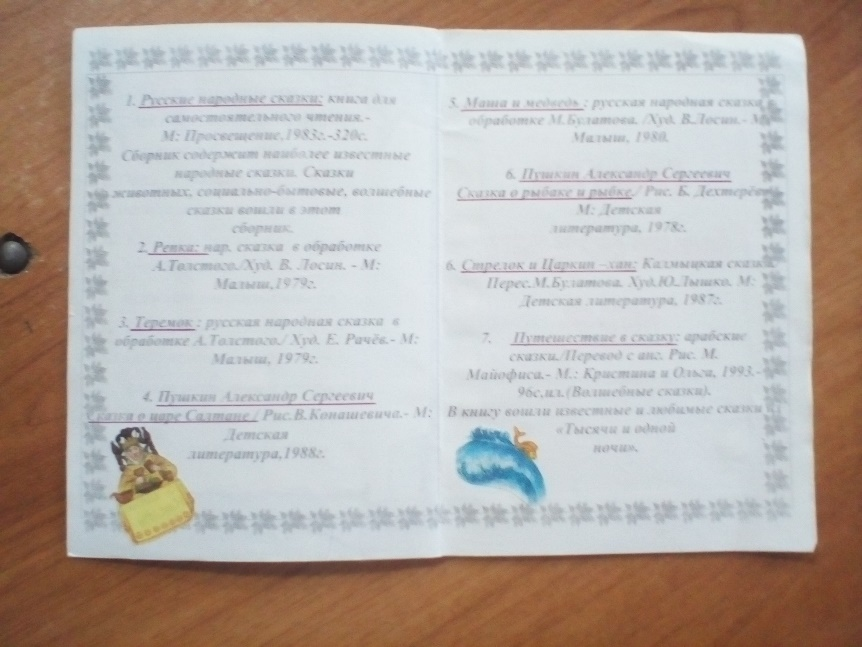 1. Русские народные сказки: книга для
самостоятельного чтения.-
М: Просвещение,1983г.-320с.
Сборник содержит наиболее известные
народные сказки. Сказки
животных, социально-бытовые, волшебные
сказки вошли в этот
сборник.
2. Репка: нар. сказка в обработке
А.Толстого./Худ. В. Лосин. - М:
Малыш,1979г.
3. Теремок : русская народная сказка в
обработке А.Толстого./ Худ. Е. Рачёв.- М:
Малыш, 1979г.
4. Пушкин Александр Сергеевич
Сказка о царе Салтане / Рис.В.Конашевича.- М:
Детская
литература,1988г.
5. Маша и медведь : русская народная сказка
обработке М.Булатова. /Худ. В.Лосин.- М:
Малыш, 1980.
6. Пушкин Александр Сергеевич
Сказка о рыбаке и рыбке./ Рис. Б. Дехтерёв
М: Детская
литература, 1978г.
6. Стрелок и Царкин –хан: Калмыцкая сказка
Перес.М.Булатова. Худ.Ю.Лышко. М:
Детская литература, 1987г.
7. Путешествие в сказку: арабские
сказки./Перевод с анг. Рис. М.
Майофиса.- М.: Кристина и Ольга, 1993.-
96с,ил.(Волшебные сказки).
В книгу вошли известные и любимые сказки
«Тысячи и одной
ночи».